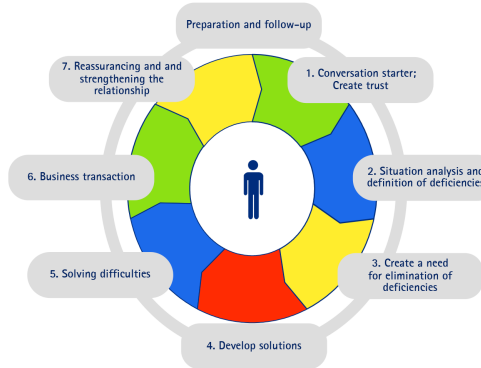 Preparation and follow-up
1. Conversation starter;
Create trust
2. Situation analysis and
definition of deficiencies
3. Create a need
for elimination of
deficiencies
4. Develop solutions
5. Solving difficulties
6. Business transaction
7. Reassurancing and and
strengthening the
relationship